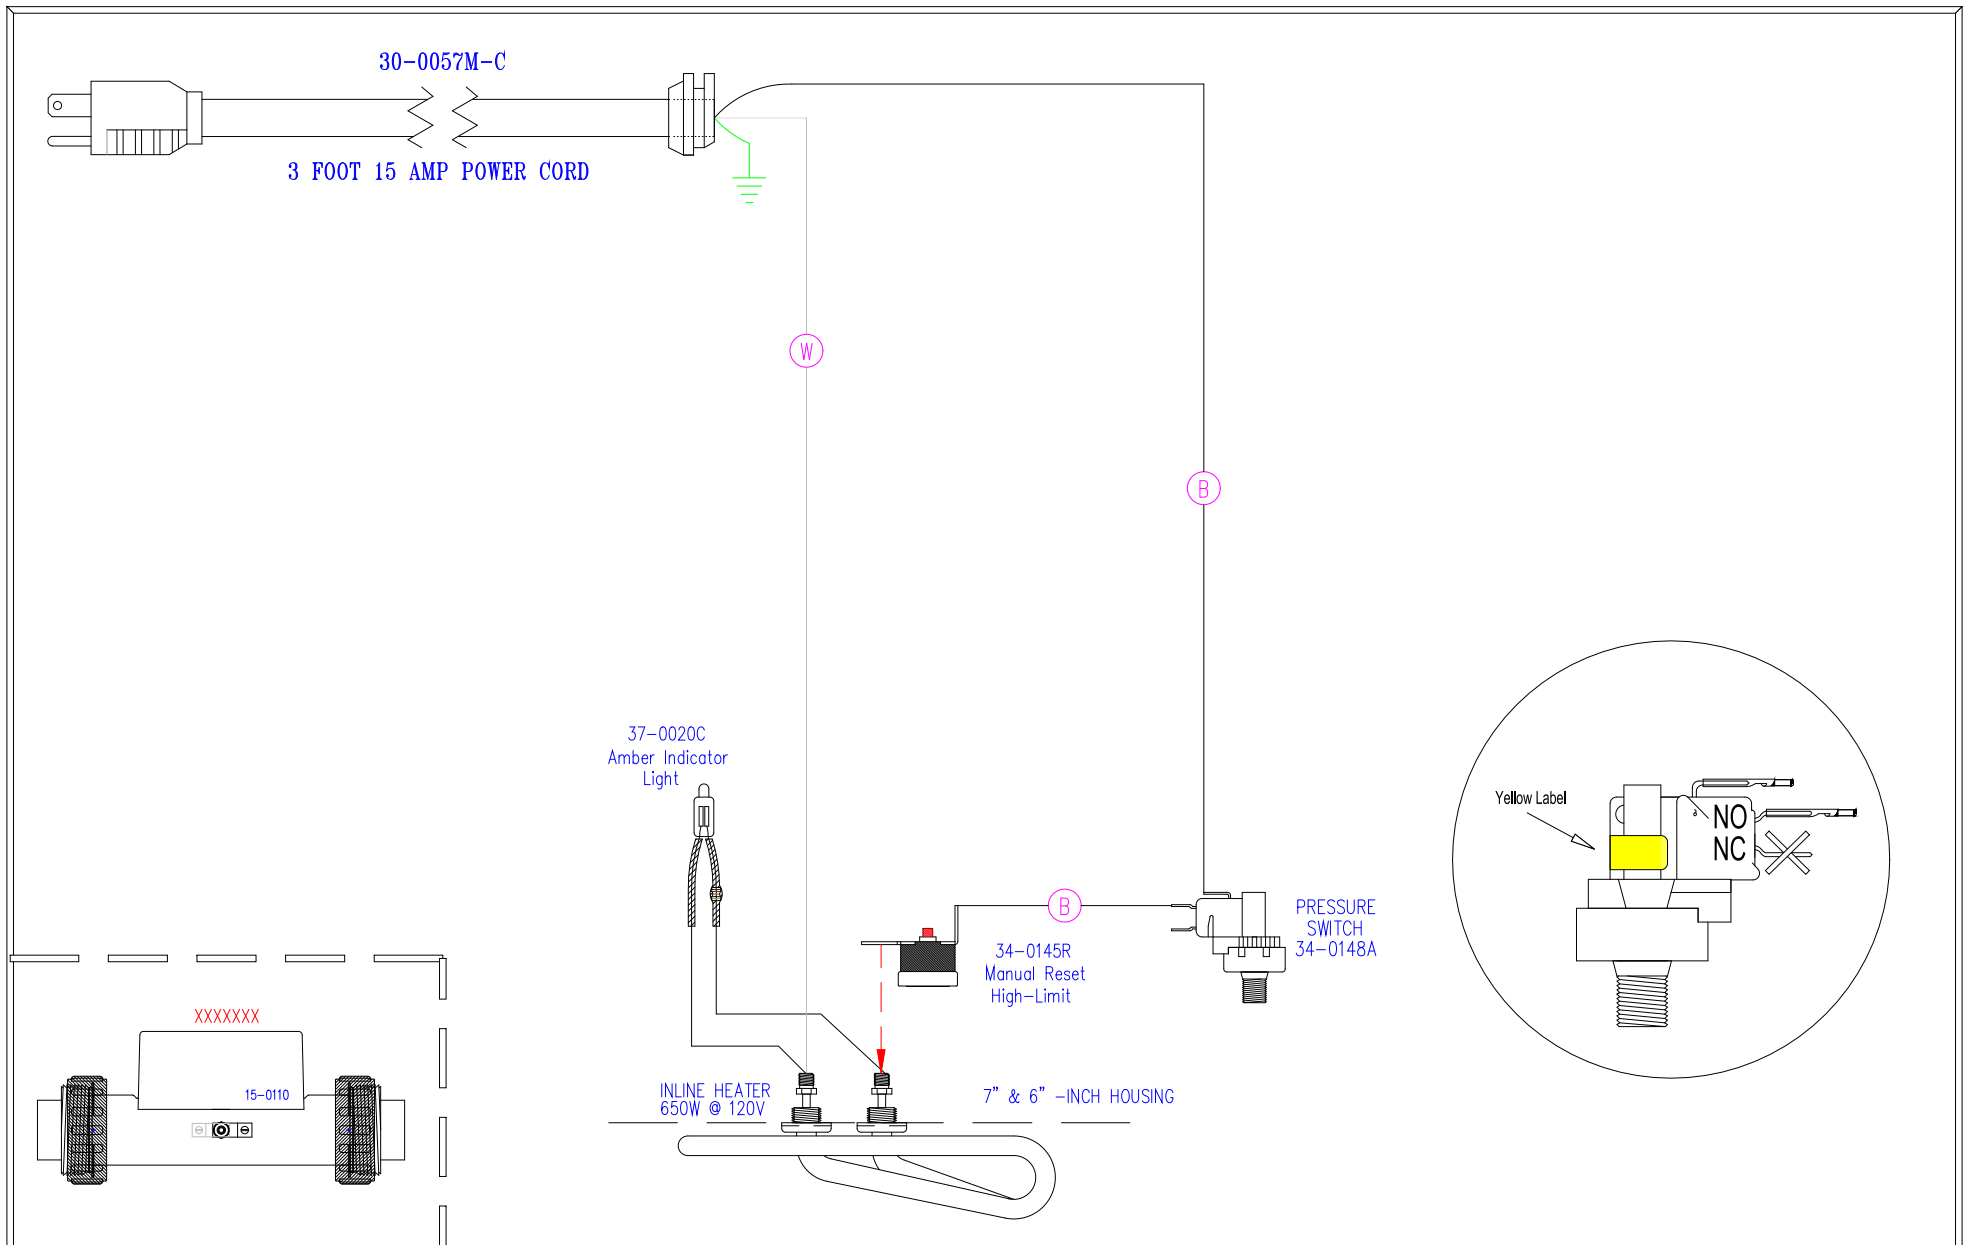 30-0057M-C
3 FOOT 15 AMP POWER CORD
W
B
37-0020C
Amber Indicator
Light
Yellow Label
NO
NC
B
PRESSURE
SWITCH
34-0148A
34-0145R
Manual Reset
High-Limit
XXXXXXX
15-0110
INLINE HEATER
650W @ 120V
7" & 6" -INCH HOUSING